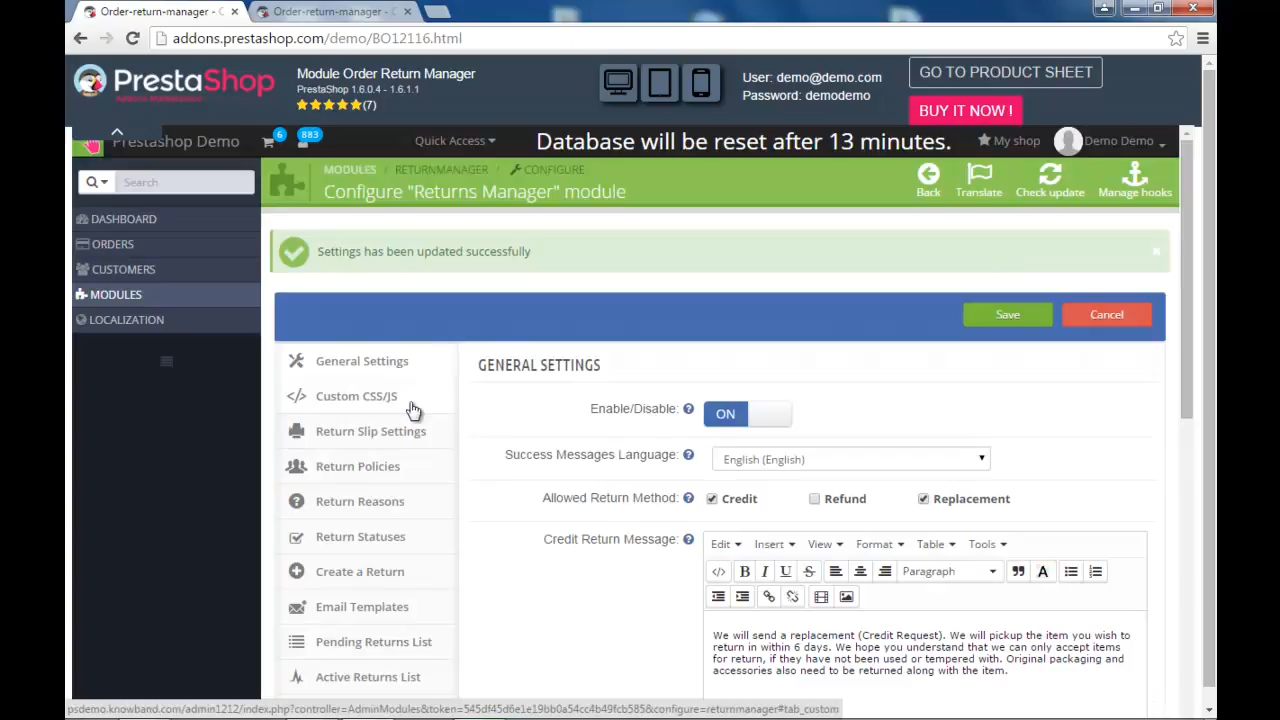 Order-return-manager - C
Order-return-manager - C
addons.prestashop.com/demo/BO12116.html
PrestaShop
Module Order Return Manager
PrestaShop 1.6.0.4 - 1.6.1.1
(7)
User: demo@demo.com
Password: demodemo
GO TO PRODUCT SHEET
BUY IT NOW !
Prestashop Demo
6
883
Quick Access
Database will be reset after 13 minutes.
My shop
Demo Demo
Search
DASHBOARD
ORDERS
CUSTOMERS
MODULES
LOCALIZATION
MODULES / RETURNMANAGER / CONFIGURE
Configure "Returns Manager" module
Back
Translate
Check update
Manage hooks
Settings has been updated successfully
Save
Cancel
General Settings
Custom CSS/JS
Return Slip Settings
Return Policies
Return Reasons
Return Statuses
Create a Return
Email Templates
Pending Returns List
Active Returns List
GENERAL SETTINGS
Enable/Disable:
ON
Success Messages Language:
English (English)
Allowed Return Method:
Credit
Refund
Replacement
Credit Return Message:
Edit
Insert
View
Format
Table
Tools
Paragraph
We will send a replacement (Credit Request). We will pickup the item you wish to
return in within 6 days. We hope you understand that we can only accept items
for return, if they have not been used or tempered with. Original packaging and
accessories also need to be returned along with the item.
psdemo.knowband.com/admin1212/index.php?controller=AdminModules&token=545df45d6e1e19bb0a54cc4b49fcb585&configure=returnmanager#tab_custom